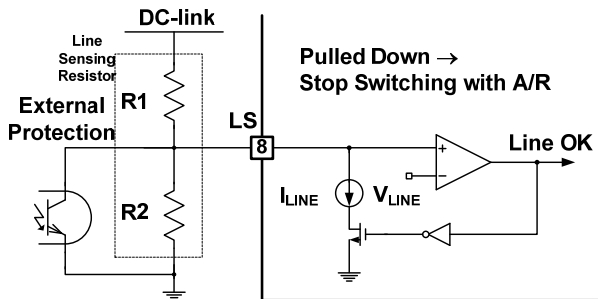 DC-link
Line
Sensing
Resistor
R1
External
Protection
R2
LS
8
Pulled Down →
Stop Switching with A/R
Line OK
+
−
ILINE
VLINE